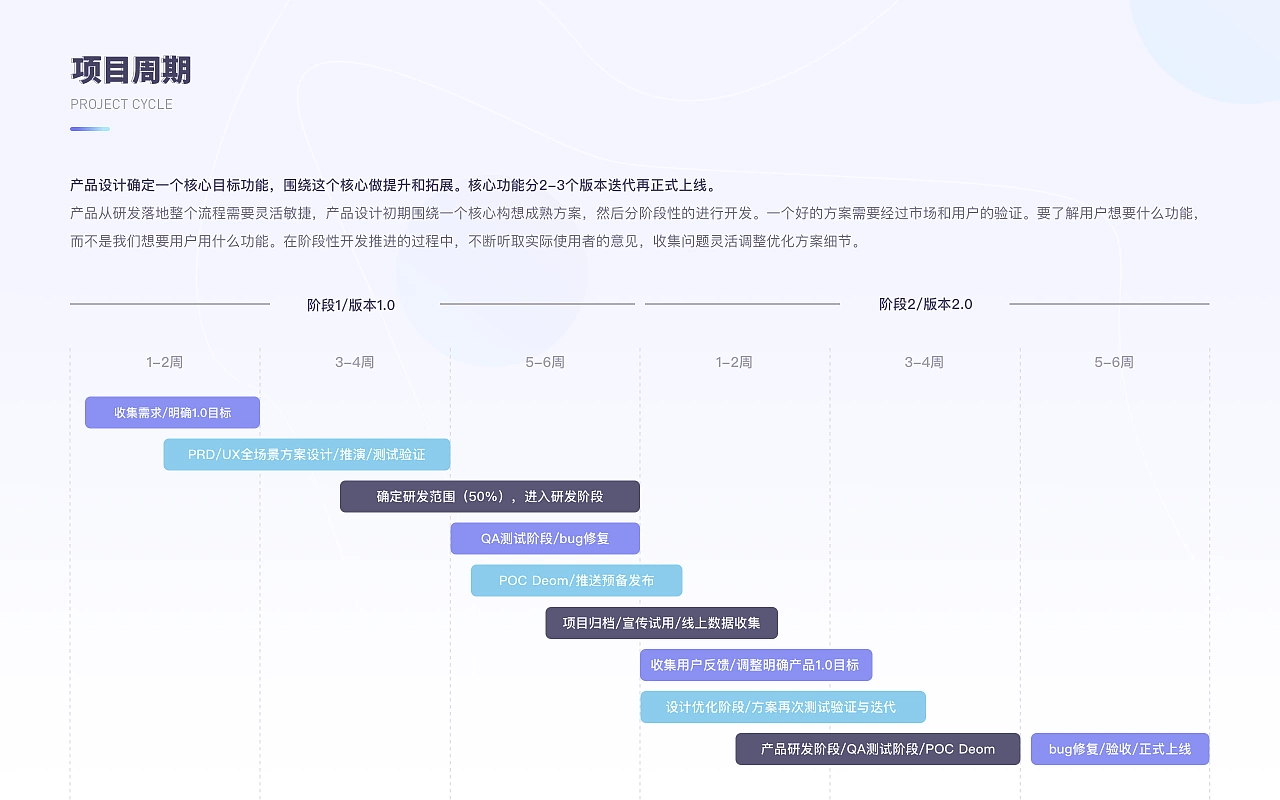 项目周期
PROJECT CYCLE
产品设计确定一个核心目标功能，围绕这个核心做提升和拓展。核心功能分2-3个版本迭代再正式上线。
产品从研发落地整个流程需要灵活敏捷，产品设计初期围绕一个核心构想成熟方案，然后分阶段性的进行开发。一个好的方案需要经过市场和用户的验证。要了解用户想要什么功能，
而不是我们想要用户用什么功能。在阶段性开发推进的过程中，不断听取实际使用者的意见，收集问题灵活调整优化方案细节。
阶段1/版本1.0
阶段2/版本2.0
1-2周
3-4周
5-6周
1-2周
3-4周
5-6周
收集需求/明确1.0目标
PRD/UX全场景方案设计/推演/测试验证
确定研发范围（50%），进入研发阶段
QA测试阶段/bug修复
POC Deom/推送预备发布
项目归档/宣传试用/线上数据收集
收集用户反馈/调整明确产品1.0目标
设计优化阶段/方案再次测试验证与迭代
产品研发阶段/QA测试阶段/POC Deom
bug修复/验收/正式上线